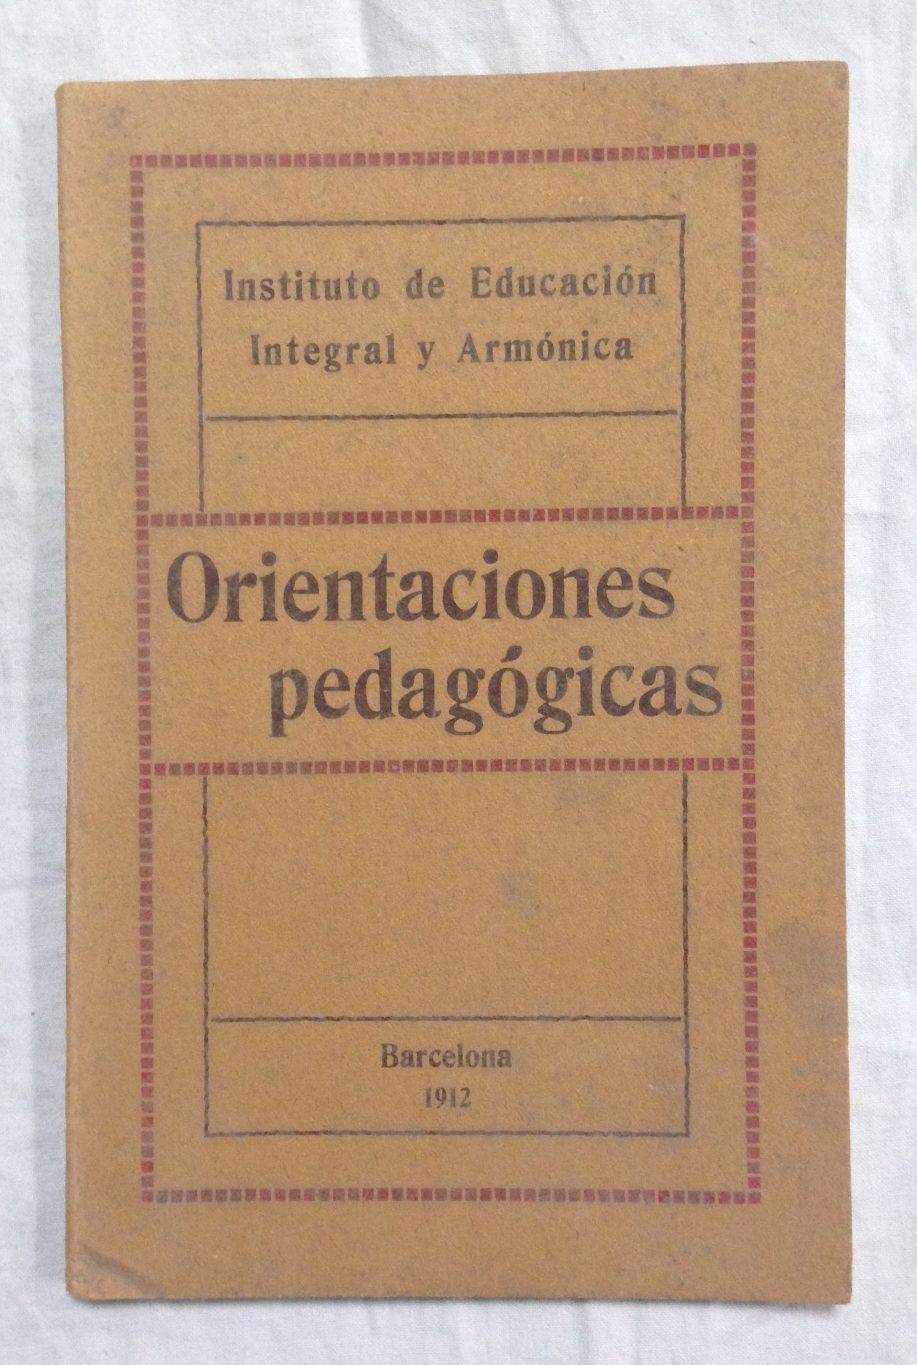 Instituto de Educación
Integral y Armónica
Orientaciones
pedagógicas
Barcelona
1912